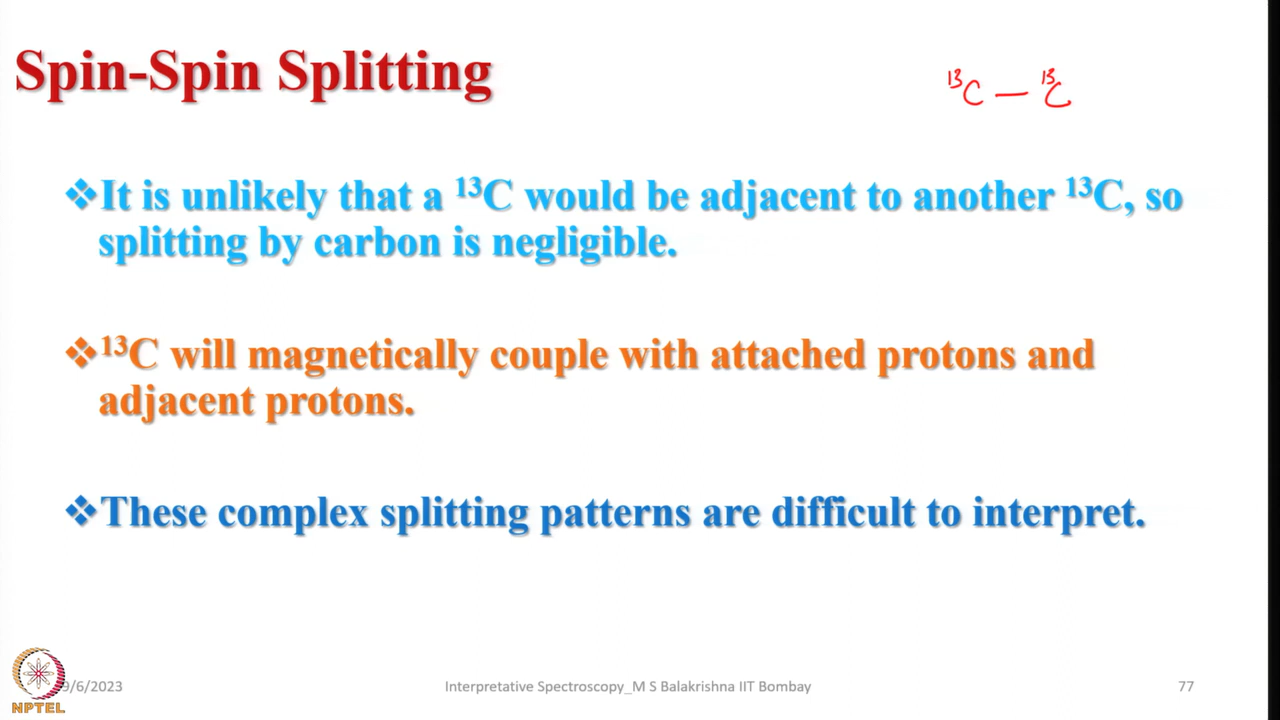 Spin-Spin Splitting
¹³C — ¹³C
❖It is unlikely that a ¹³C would be adjacent to another ¹³C, so
splitting by carbon is negligible.
❖¹³C will magnetically couple with attached protons and
adjacent protons.
❖These complex splitting patterns are difficult to interpret.
9/6/2023
Interpretative Spectroscopy_M S Balakrishna IIT Bombay
77
NPTEL